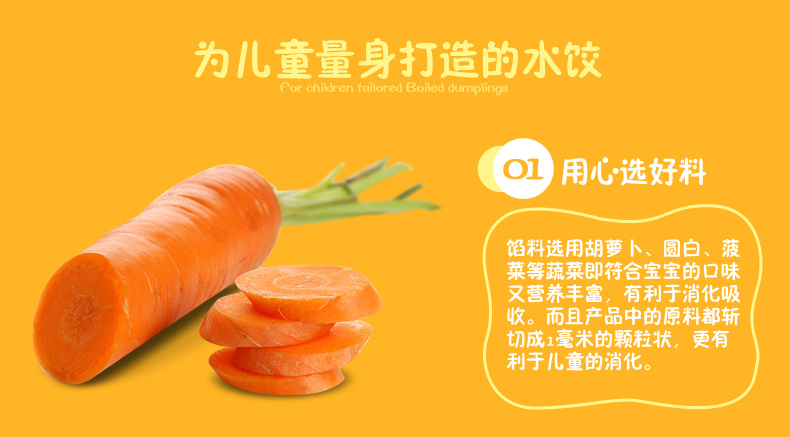 为儿童量身打造的水饺
For children tailored Boiled dumplings
01 用心选好料
馅料选用胡萝卜、圆白、菠
菜等蔬菜即符合宝宝的口味
又营养丰富，有利于消化吸
收。而且产品中的原料都斩
切成1毫米的颗粒状，更有
利于儿童的消化。